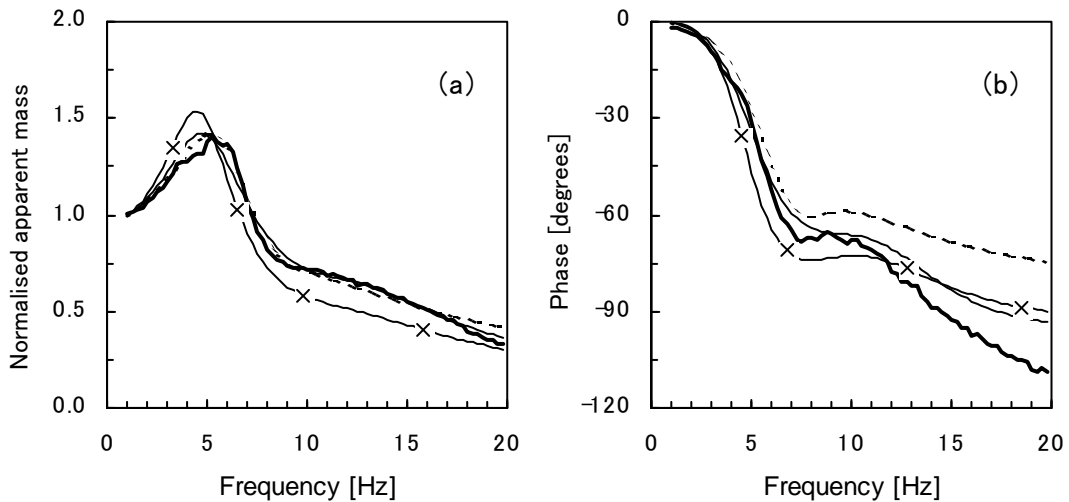 2.0
1.5
1.0
0.5
0.0
Normalised apparent mass
(a)
0 5 10 15 20
Frequency [Hz]
0
-30
-60
-90
-120
Phase [degrees]
(b)
0 5 10 15 20
Frequency [Hz]